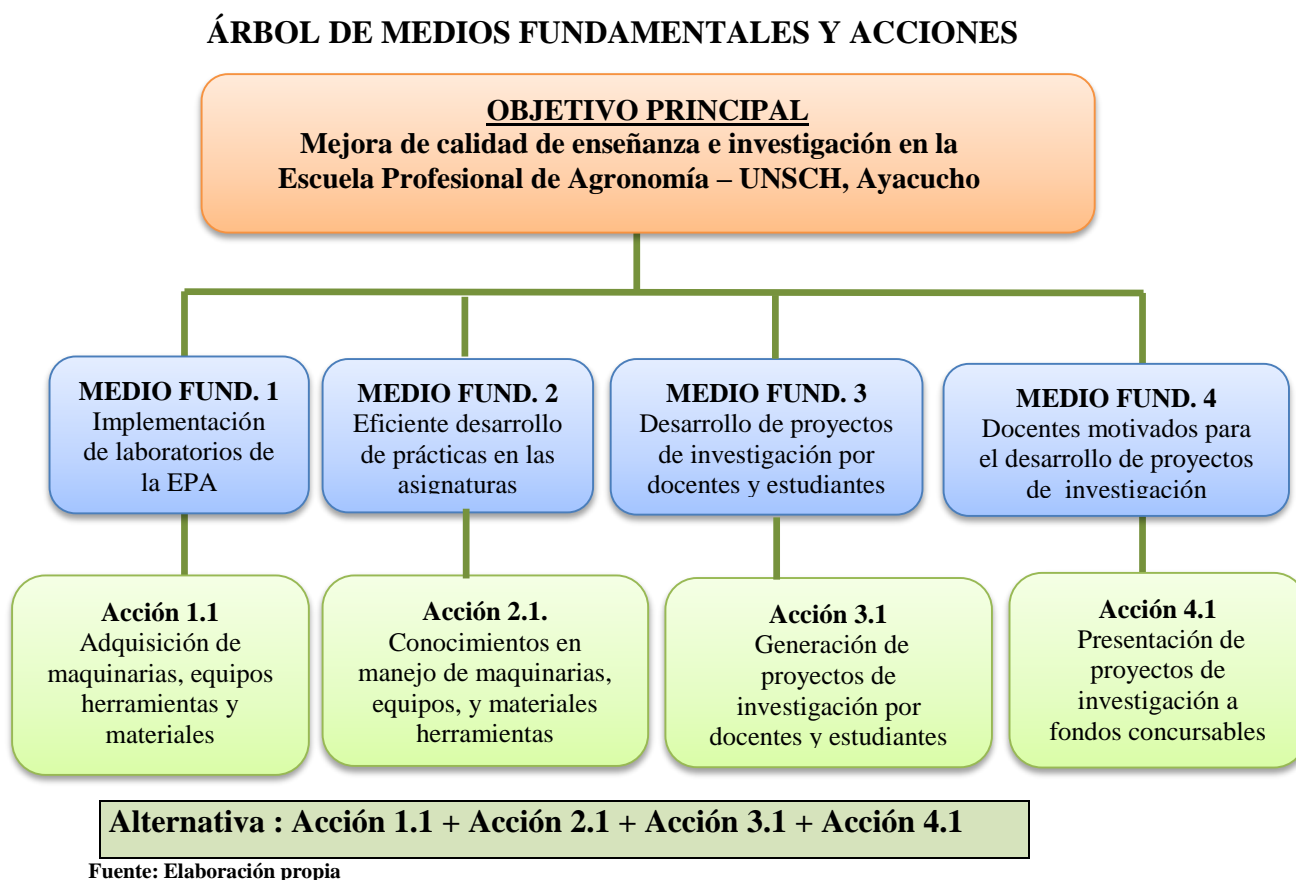 ÁRBOL DE MEDIOS FUNDAMENTALES Y ACCIONES
OBJETIVO PRINCIPAL
Mejora de calidad de enseñanza e investigación en la
Escuela Profesional de Agronomía – UNSCH, Ayacucho
MEDIO FUND. 1
Implementación
de laboratorios de
la EPA
MEDIO FUND. 2
Eficiente desarrollo
de prácticas en las
asignaturas
MEDIO FUND. 3
Desarrollo de proyectos
de investigación por
docentes y estudiantes
MEDIO FUND. 4
Docentes motivados para
el desarrollo de proyectos
de investigación
Acción 1.1
Adquisición de
maquinarias, equipos
herramientas y
materiales
Acción 2.1.
Conocimientos en
manejo de maquinarias,
equipos, y materiales
herramientas
Acción 3.1
Generación de
proyectos de
investigación por
docentes y estudiantes
Acción 4.1
Presentación de
proyectos de
investigación a
fondos concursables
Alternativa : Acción 1.1 + Acción 2.1 + Acción 3.1 + Acción 4.1
Fuente: Elaboración propia